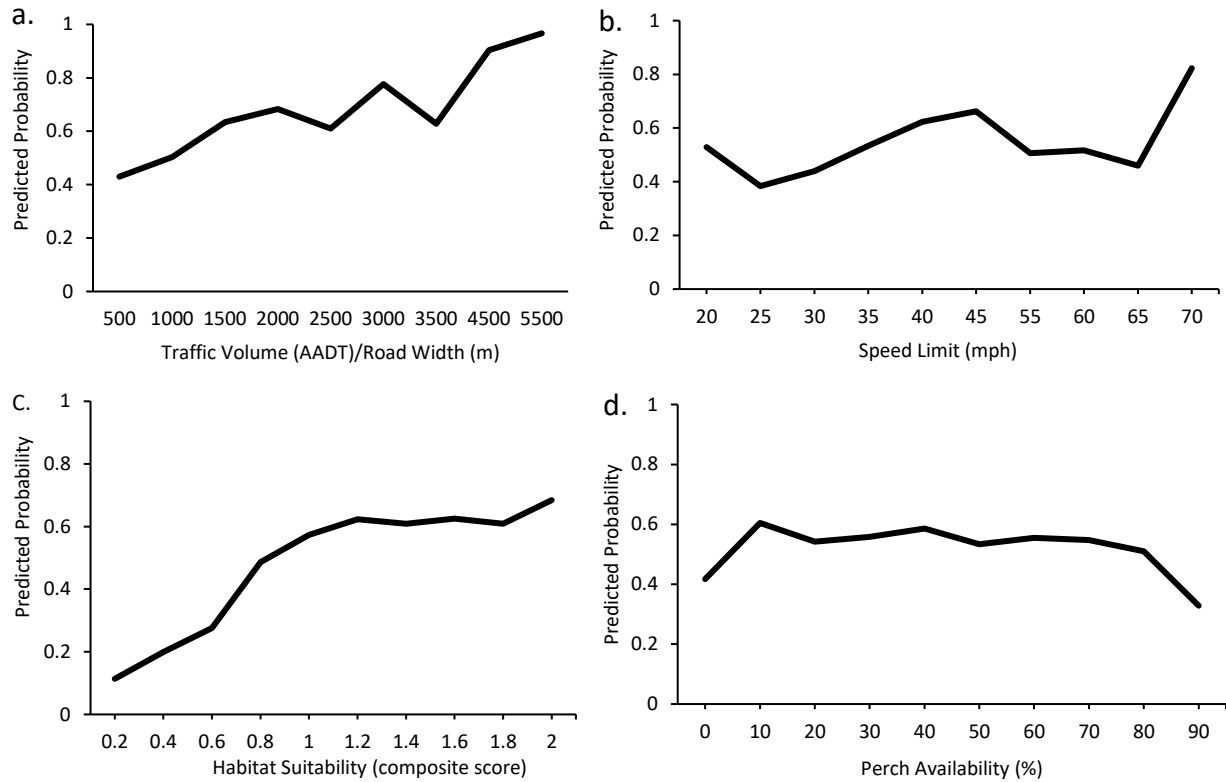 a.
Predicted Probability
1
0.8
0.6
0.4
0.2
0
500 1000 1500 2000 2500 3000 3500 4500 5500
Traffic Volume (AADT)/Road Width (m)
b.
Predicted Probability
1
0.8
0.6
0.4
0.2
0
20 25 30 35 40 45 55 60 65 70
Speed Limit (mph)
c.
Predicted Probability
1
0.8
0.6
0.4
0.2
0
0.2 0.4 0.6 0.8 1 1.2 1.4 1.6 1.8 2
Habitat Suitability (composite score)
d.
Predicted Probability
1
0.8
0.6
0.4
0.2
0
0 10 20 30 40 50 60 70 80 90
Perch Availability (%)